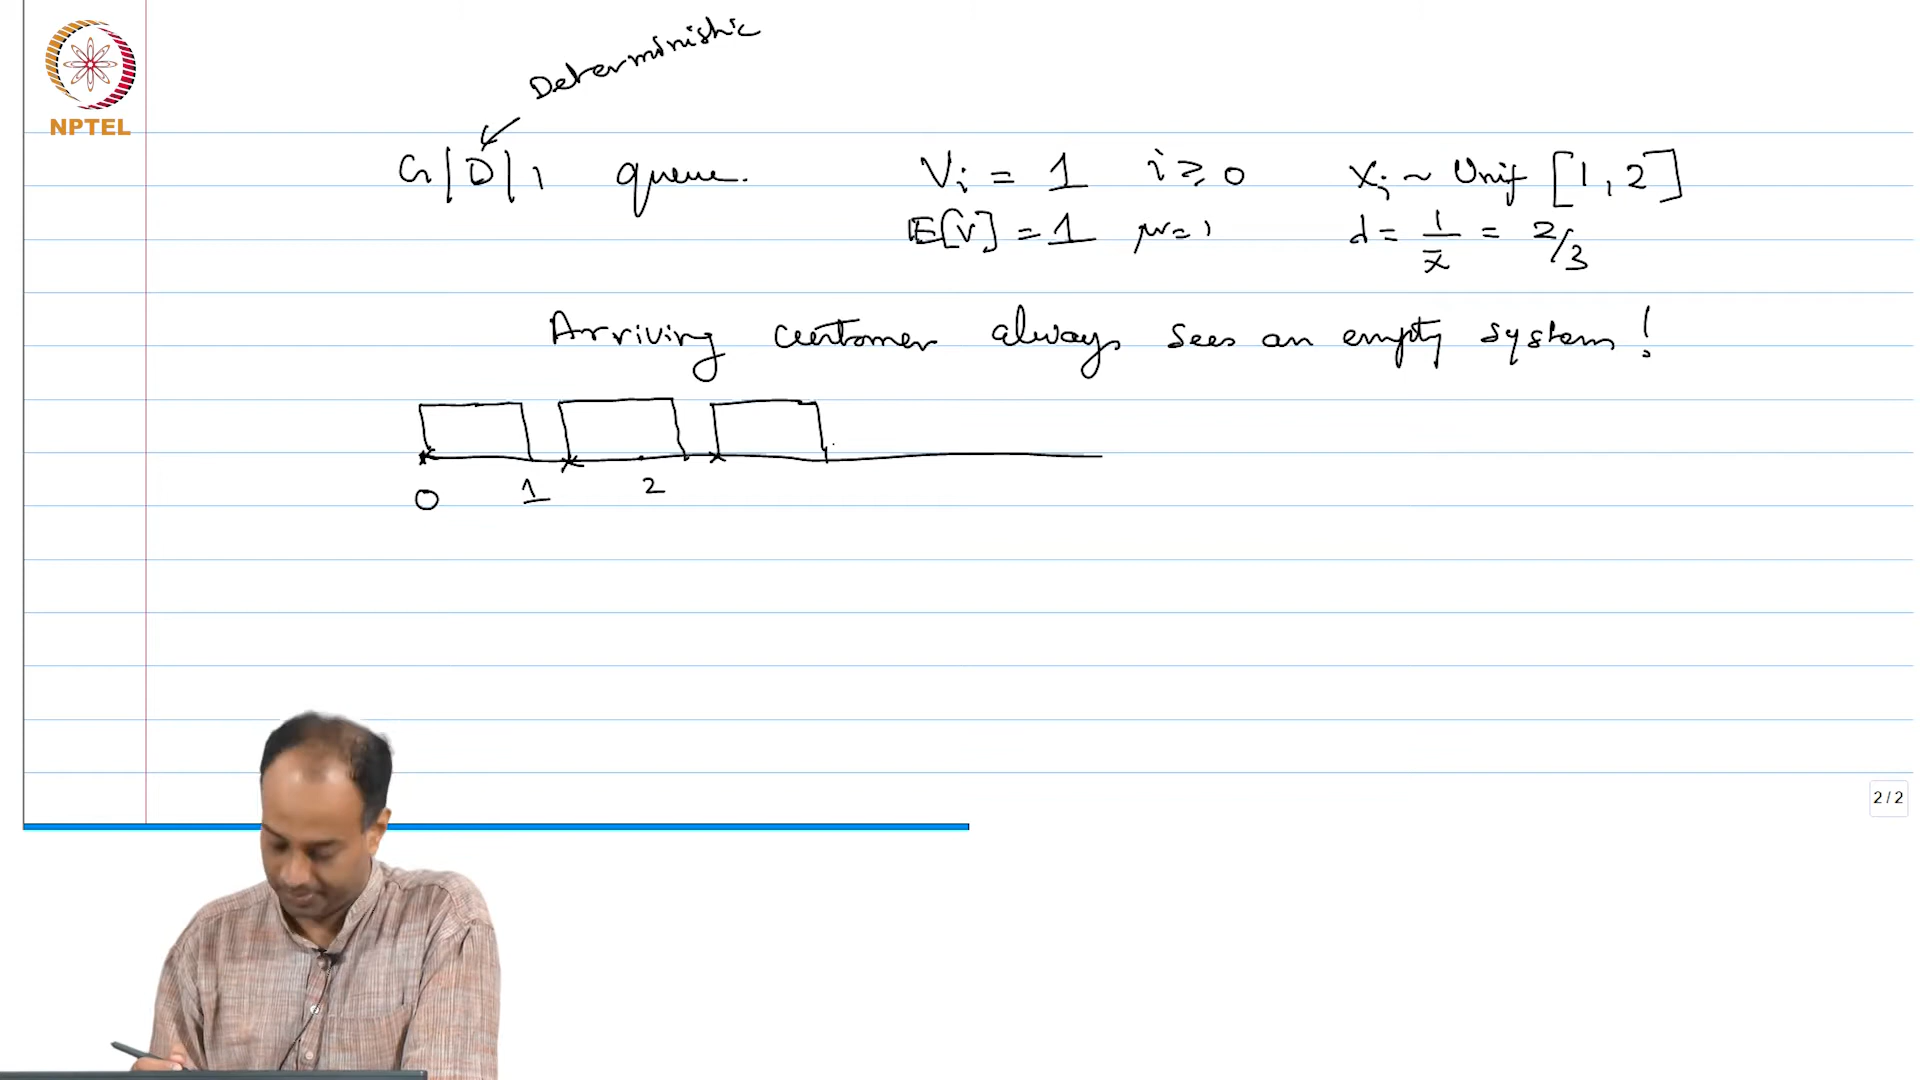 NPTEL
Deterministic
G|D|1 queue. Vi = 1 i ≥ 0 Xi ~ Unif [1, 2]
E[V] = 1 μ = 1 λ = 1/x̄ = 2/3
Arriving customer always sees an empty system!
0 1 2
2 / 2